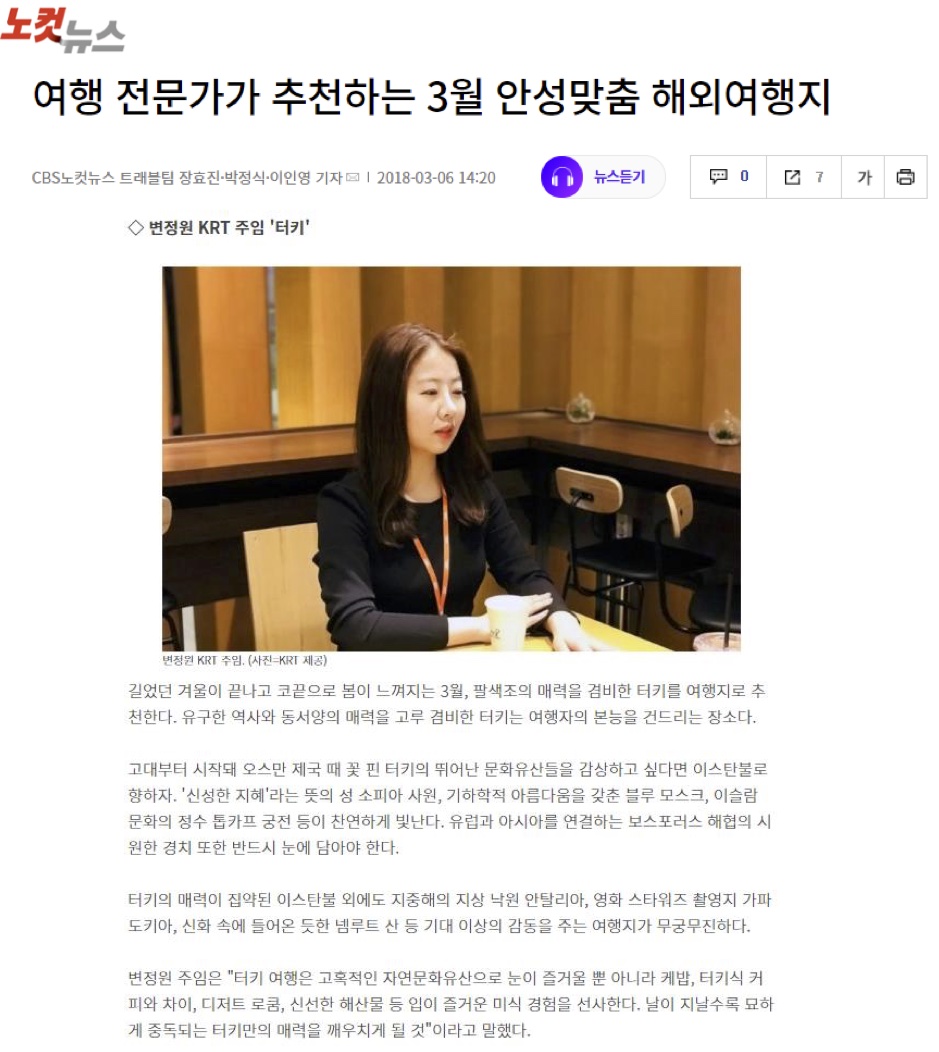 노컷뉴스
여행 전문가가 추천하는 3월 안성맞춤 해외여행지
CBS노컷뉴스 트래블팀 장효진·박정식·이인영 기자 2018-03-06 14:20
뉴스듣기
0
7
가
◇ 변정원 KRT 주임 '터키'
변정원 KRT 주임. (사진=KRT 제공)
길었던 겨울이 끝나고 코끝으로 봄이 느껴지는 3월, 팔색조의 매력을 겸비한 터키를 여행지로 추
천한다. 유구한 역사와 동서양의 매력을 고루 겸비한 터키는 여행자의 본능을 건드리는 장소다.
고대부터 시작돼 오스만 제국 때 꽃 핀 터키의 뛰어난 문화유산들을 감상하고 싶다면 이스탄불로
향하자. '신성한 지혜'라는 뜻의 성 소피아 사원, 기하학적 아름다움을 갖춘 블루 모스크, 이슬람
문화의 정수 톱카프 궁전 등이 찬연하게 빛난다. 유럽과 아시아를 연결하는 보스포러스 해협의 시
원한 경치 또한 반드시 눈에 담아야 한다.
터키의 매력이 집약된 이스탄불 외에도 지중해의 지상 낙원 안탈리아, 영화 스타워즈 촬영지 가파
도키아, 신화 속에 들어온 듯한 넴루트 산 등 기대 이상의 감동을 주는 여행지가 무궁무진하다.
변정원 주임은 "터키 여행은 고혹적인 자연문화유산으로 눈이 즐거울 뿐 아니라 케밥, 터키식 커
피와 차이, 디저트 로쿰, 신선한 해산물 등 입이 즐거운 미식 경험을 선사한다. 날이 지날수록 묘하
게 중독되는 터키만의 매력을 깨우치게 될 것"이라고 말했다.